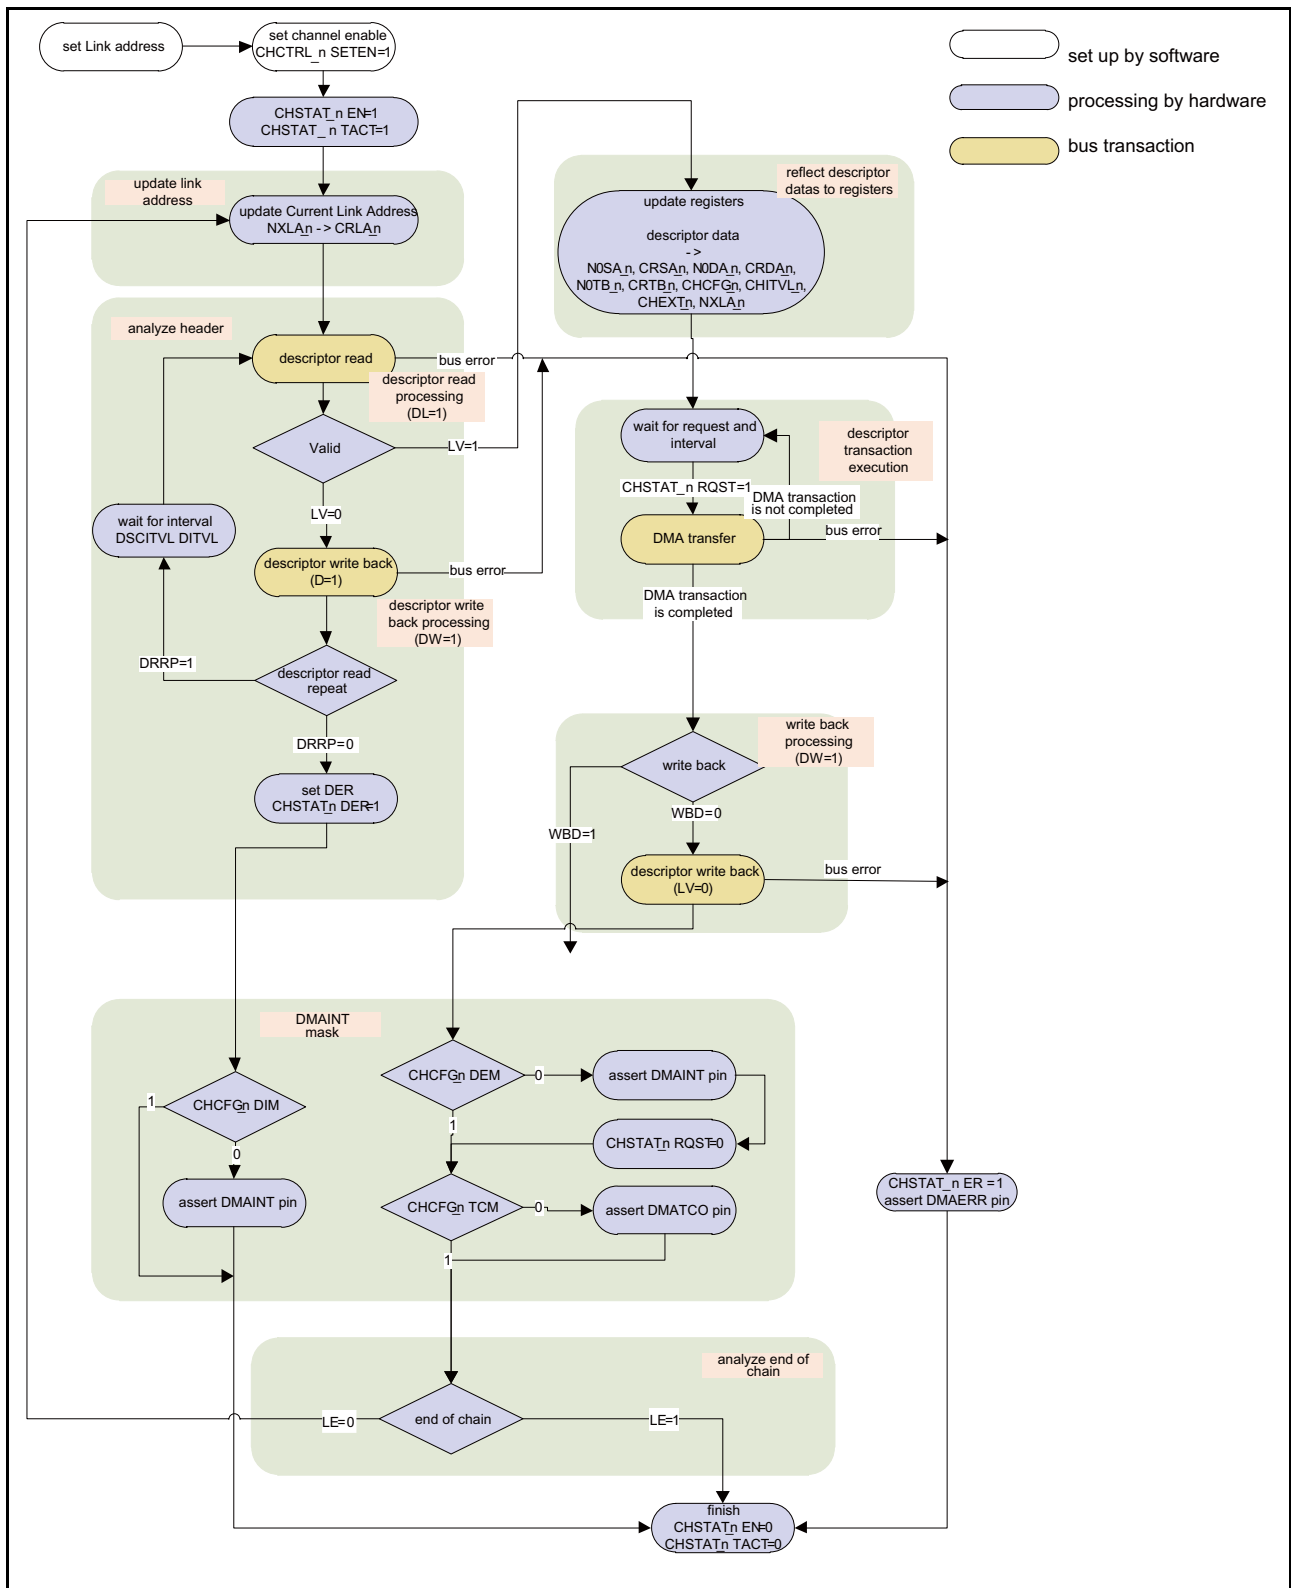 set Link address
set channel enable
CHCTRL_n SETEN=1
set up by software
processing by hardware
bus transaction
CHSTAT_n EN=1
CHSTAT_n TACT=1
update link
address
update Current Link Address
NXLA_n -> CRLA_n
reflect descriptor
datas to registers
update registers
descriptor data
->
N0SA_n, CRSA_n, N0DA_n, CRDA_n,
N0TB_n, CRTB_n, CHCFG_n, CHITVL_n,
CHEXT_n, NXLA_n
analyze header
descriptor read
bus error
descriptor read
processing
(DL=1)
Valid
LV=1
LV=0
wait for interval
DSCITVL DITVL
descriptor write back
(D=1)
bus error
descriptor write
back processing
(DW=1)
DRRP=1
descriptor read
repeat
DRRP=0
set DER
CHSTAT_n DER=1
wait for request and
interval
descriptor
transaction
execution
CHSTAT_n RQST=1
DMA transaction
is not completed
DMA transfer
bus error
DMA transaction
is completed
write back
processing
(DW=1)
write back
WBD=1
WBD=0
descriptor write back
(LV=0)
bus error
DMAINT
mask
CHCFG_n DIM
1
0
assert DMAINT pin
CHCFG_n DEM
0
assert DMAINT pin
1
CHSTAT_n RQST=0
CHCFG_n TCM
0
assert DMATCO pin
1
CHSTAT_n ER =1
assert DMAERR pin
analyze end of
chain
end of chain
LE=0
LE=1
finish
CHSTAT_n EN=0
CHSTAT_n TACT=0